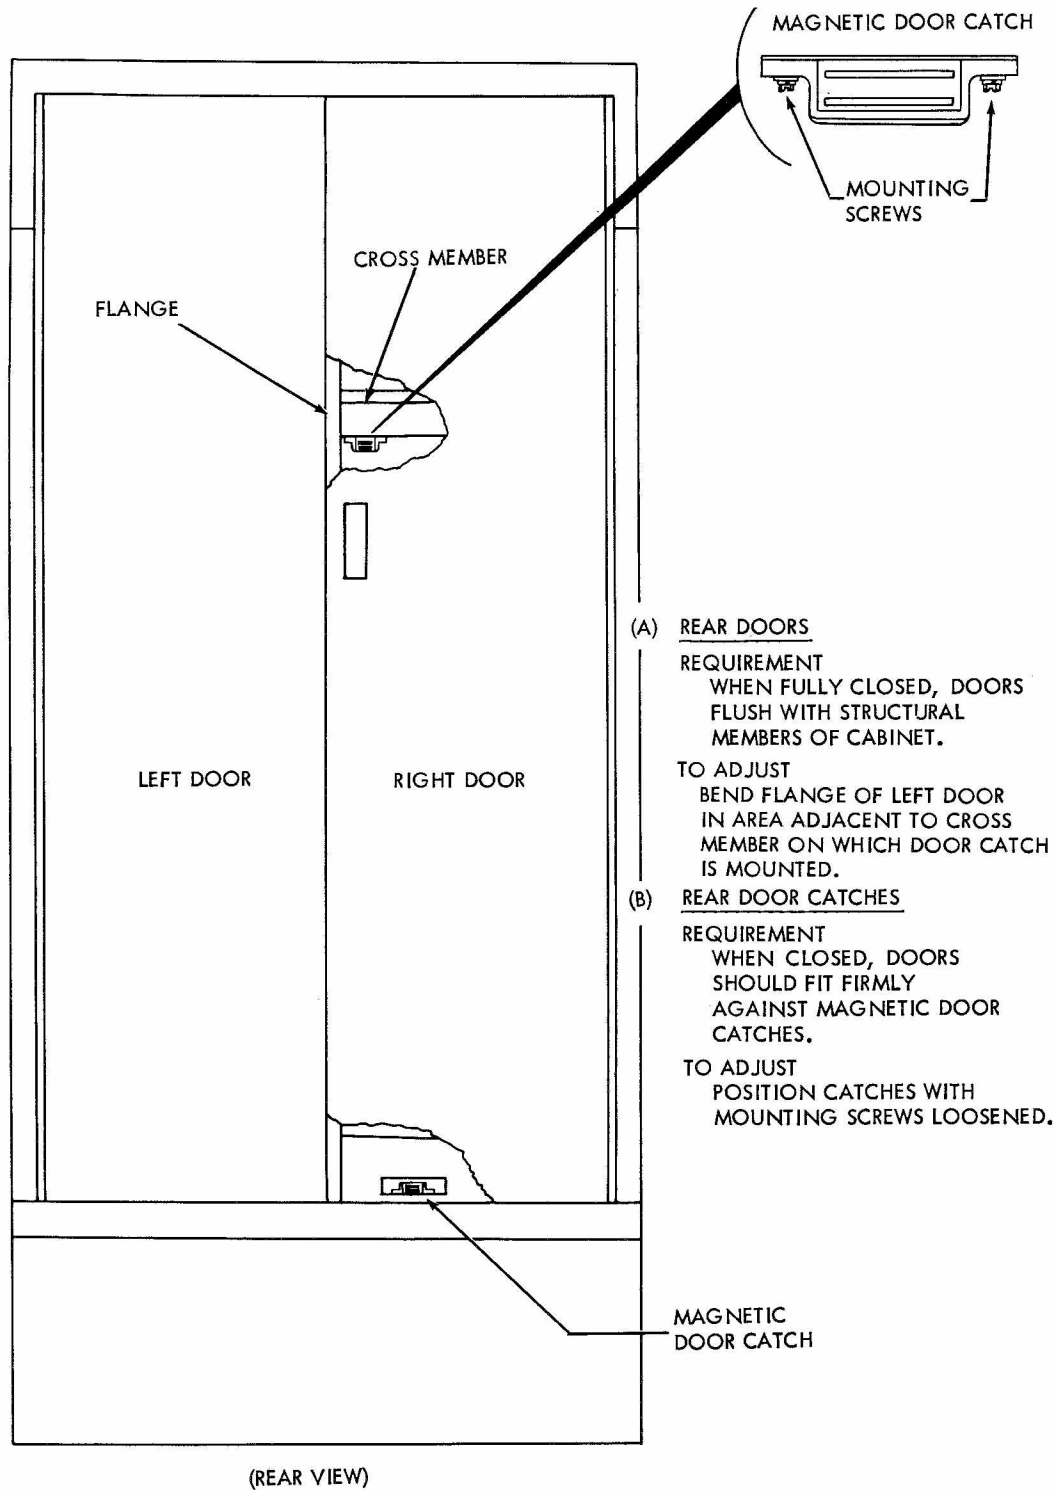 MAGNETIC DOOR CATCH
MOUNTING
SCREWS
CROSS MEMBER
FLANGE
LEFT DOOR
RIGHT DOOR
(A) REAR DOORS
REQUIREMENT
WHEN FULLY CLOSED, DOORS
FLUSH WITH STRUCTURAL
MEMBERS OF CABINET.
TO ADJUST
BEND FLANGE OF LEFT DOOR
IN AREA ADJACENT TO CROSS
MEMBER ON WHICH DOOR CATCH
IS MOUNTED.
(B) REAR DOOR CATCHES
REQUIREMENT
WHEN CLOSED, DOORS
SHOULD FIT FIRMLY
AGAINST MAGNETIC DOOR
CATCHES.
TO ADJUST
POSITION CATCHES WITH
MOUNTING SCREWS LOOSENED.
MAGNETIC
DOOR CATCH
(REAR VIEW)